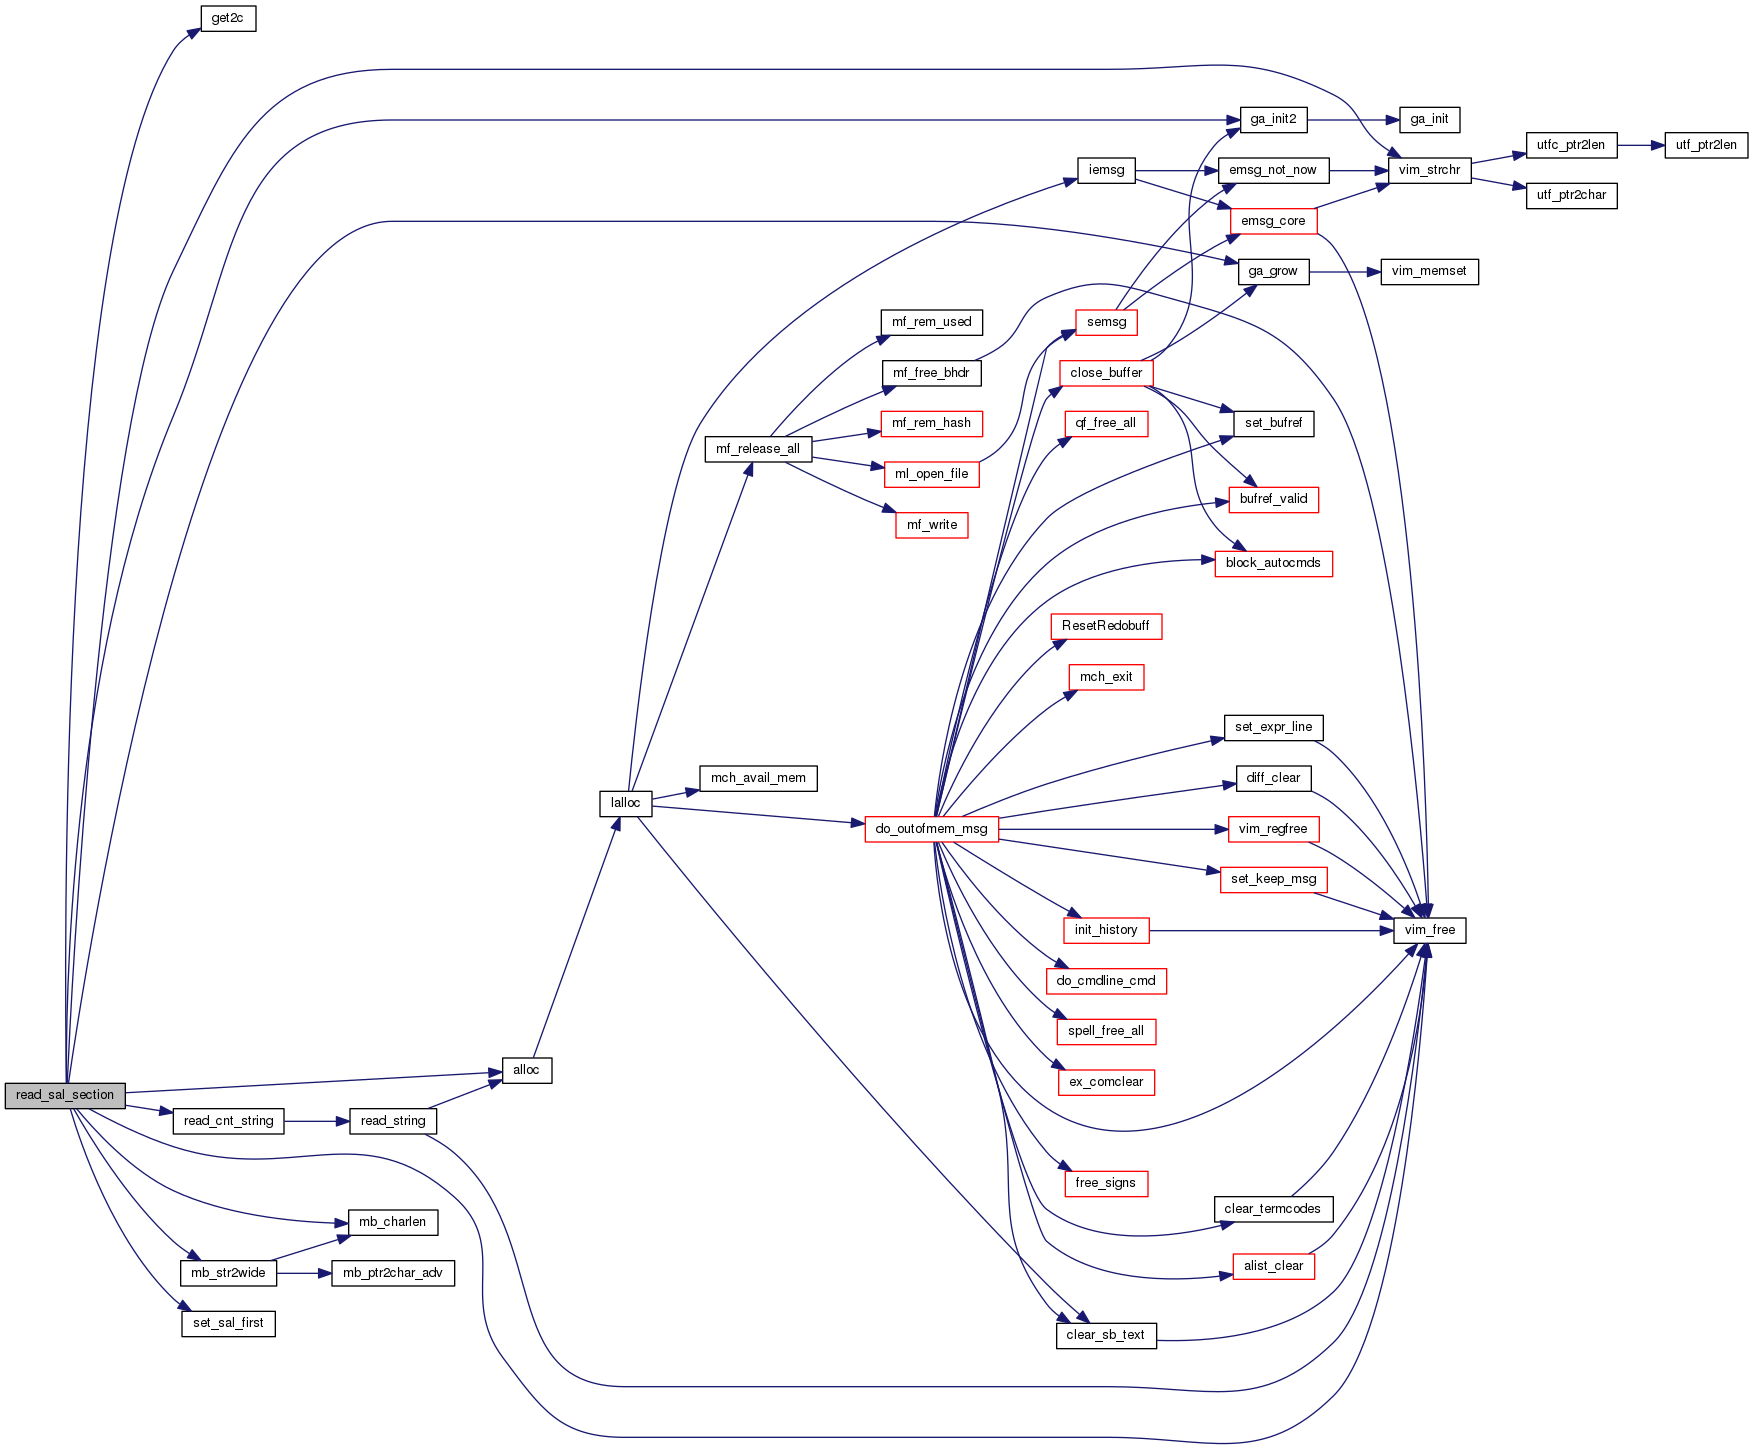 get2c
ga_init2
ga_init
utfc_ptr2len
utf_ptr2len
iemsg
emsg_not_now
vim_strchr
utf_ptr2char
emsg_core
ga_grow
vim_memset
mf_rem_used
semsg
mf_free_bhdr
close_buffer
mf_rem_hash
qf_free_all
set_bufref
mf_release_all
ml_open_file
bufref_valid
mf_write
block_autocmds
ResetRedobuff
mch_exit
set_expr_line
mch_avail_mem
diff_clear
lalloc
do_outofmem_msg
vim_regfree
set_keep_msg
init_history
vim_free
do_cmdline_cmd
spell_free_all
alloc
ex_comclear
read_sal_section
read_cnt_string
read_string
free_signs
clear_termcodes
mb_charlen
alist_clear
mb_str2wide
mb_ptr2char_adv
set_sal_first
clear_sb_text